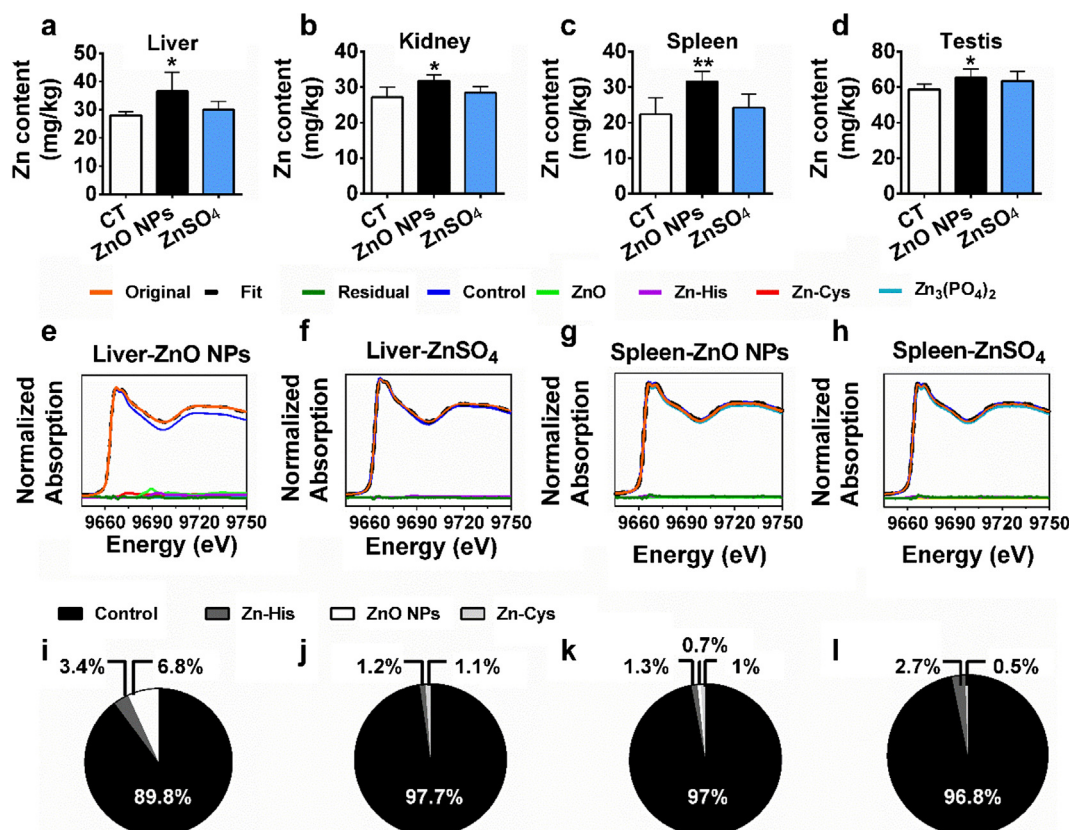 a
Liver
Zn content
(mg/kg)
50
40
30
20
10
0
*
CT
ZnO NPs
ZnSO₄
b
Kidney
Zn content
(mg/kg)
40
30
20
10
0
*
CT
ZnO NPs
ZnSO₄
c
Spleen
Zn content
(mg/kg)
40
30
20
10
0
**
CT
ZnO NPs
ZnSO₄
d
Testis
Zn content
(mg/kg)
80
60
40
20
0
*
CT
ZnO NPs
ZnSO₄
Original Fit Residual Control ZnO Zn-His Zn-Cys Zn₃(PO₄)₂
e
Liver-ZnO NPs
Normalized
Absorption
9660 9690 9720 9750
Energy (eV)
f
Liver-ZnSO₄
Normalized
Absorption
9660 9690 9720 9750
Energy (eV)
g
Spleen-ZnO NPs
Normalized
Absorption
9660 9690 9720 9750
Energy (eV)
h
Spleen-ZnSO₄
Normalized
Absorption
9660 9690 9720 9750
Energy (eV)
Control Zn-His ZnO NPs Zn-Cys
i
3.4% 6.8%
89.8%
j
1.2% 1.1%
97.7%
k
0.7%
1.3% 1%
97%
l
2.7% 0.5%
96.8%